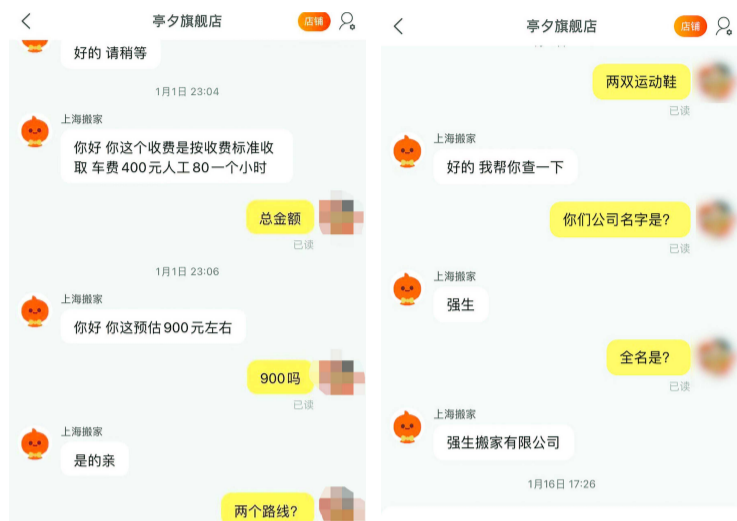 亭夕旗舰店
店铺
好的 请稍等
1月1日 23:04
上海搬家
你好 你这个收费是按收费标准收
取 车费400元人工80一个小时
总金额
已读
1月1日 23:06
上海搬家
你好 你这预估900元左右
900吗
已读
上海搬家
是的亲
两个路线?
亭夕旗舰店
店铺
两双运动鞋
已读
上海搬家
好的 我帮你查一下
你们公司名字是?
已读
上海搬家
强生
全名是?
已读
上海搬家
强生搬家有限公司
1月16日 17:26